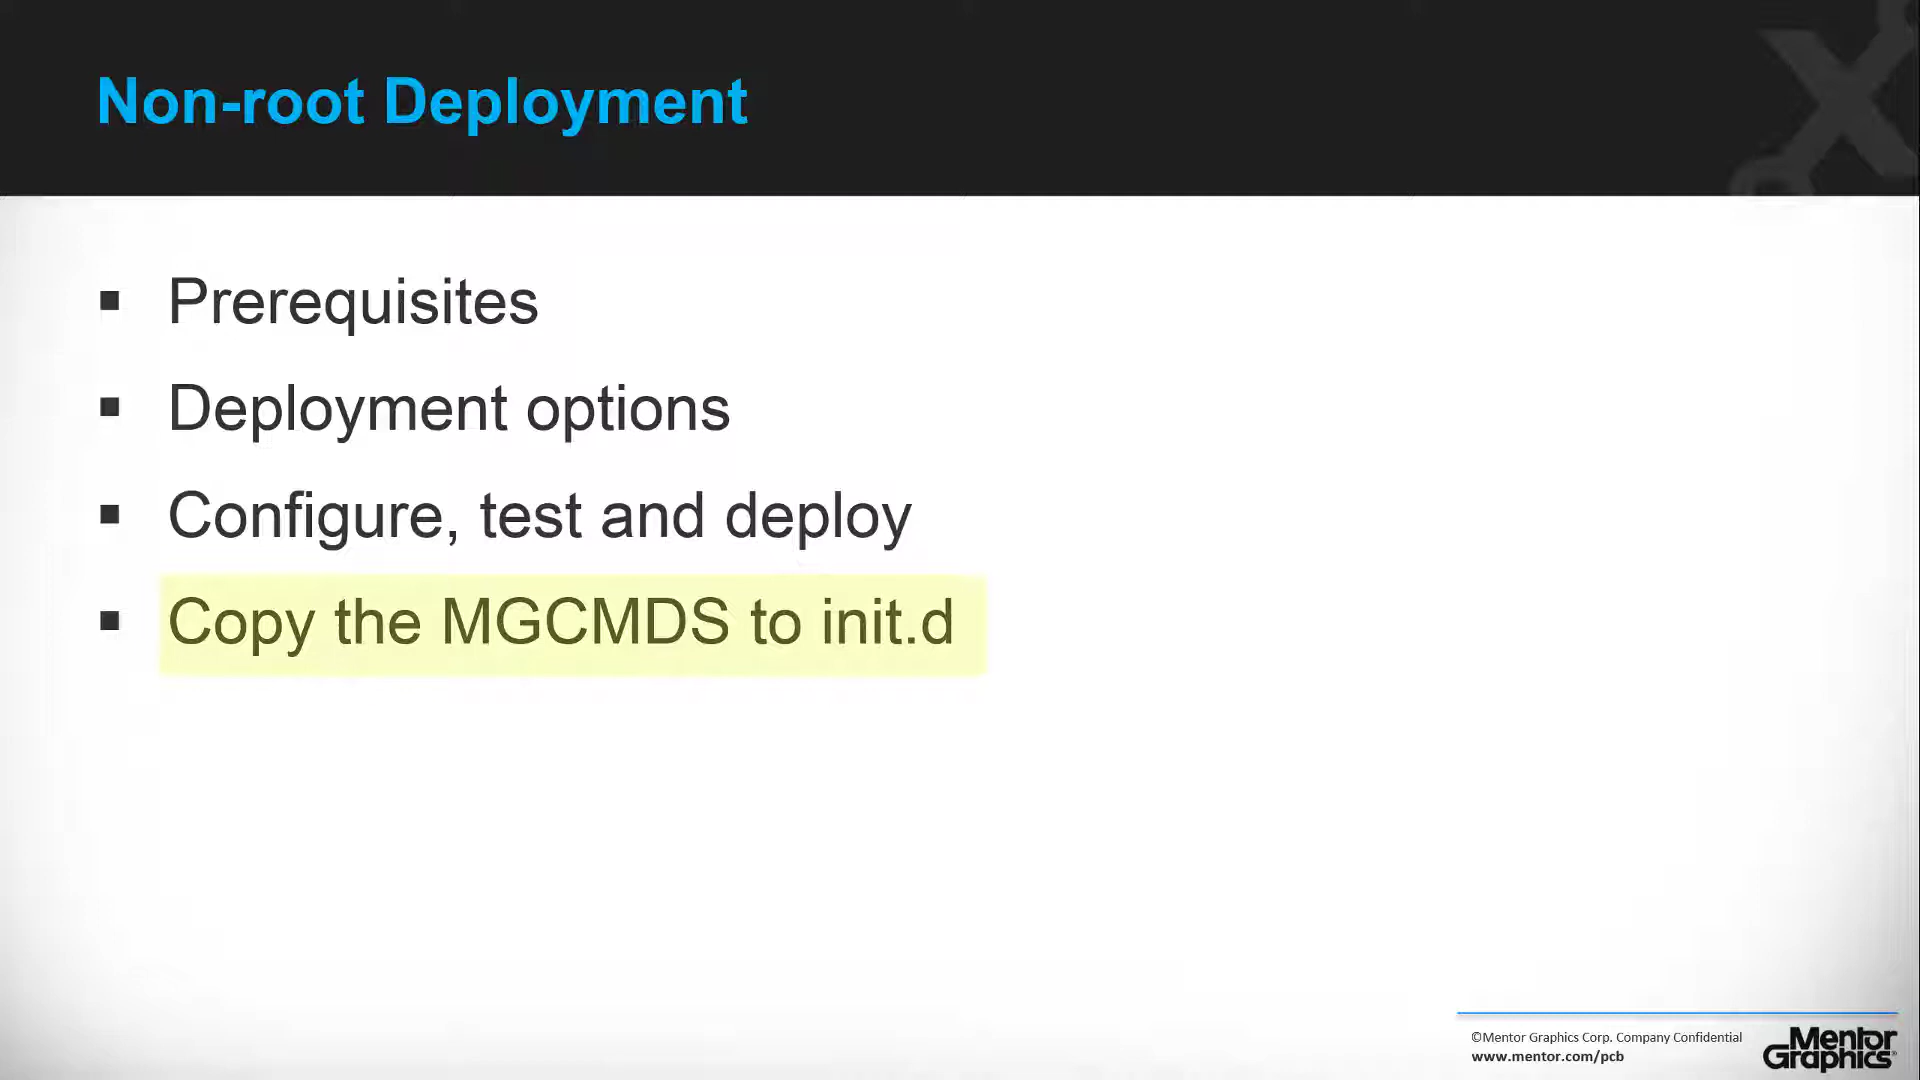 Non-root Deployment
▪ Prerequisites
▪ Deployment options
▪ Configure, test and deploy
▪ Copy the MGCMDS to init.d
©Mentor Graphics Corp. Company Confidential
www.mentor.com/pcb
Mentor
Graphics